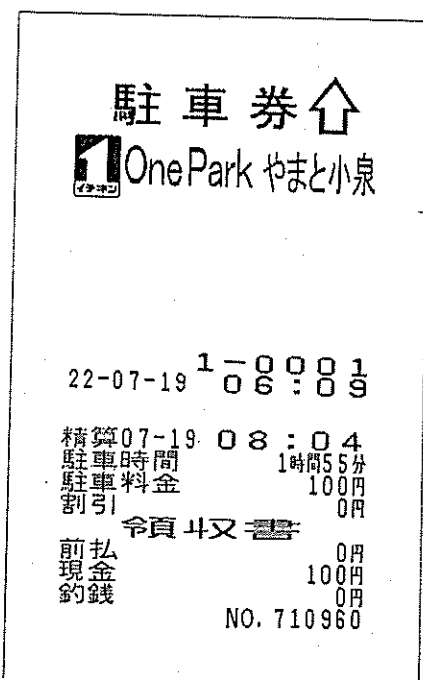 駐車券⇧
1 イチネン OnePark やまと小泉
1-0001
22-07-19 06:09
精算07-19 08:04
駐車時間 1時間55分
駐車料金 100円
割引 0円
領収書
前払 0円
現金 100円
釣銭 0円
NO.710960